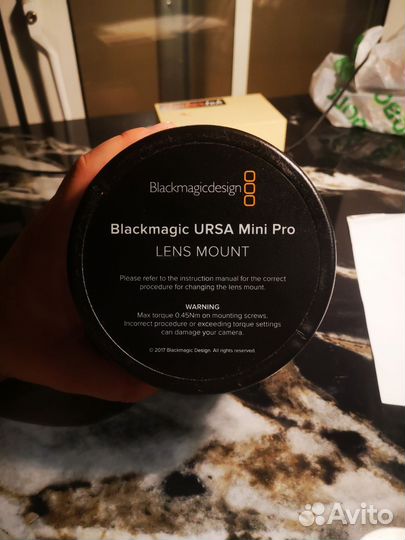 Blackmagicdesign
Blackmagic URSA Mini Pro
LENS MOUNT
Please refer to the instruction manual for the correct
procedure for changing the lens mount.
WARNING
Max torque 0.45Nm on mounting screws.
Incorrect procedure or exceeding torque settings
can damage your camera.
© 2017 Blackmagic Design. All rights reserved.
Avito